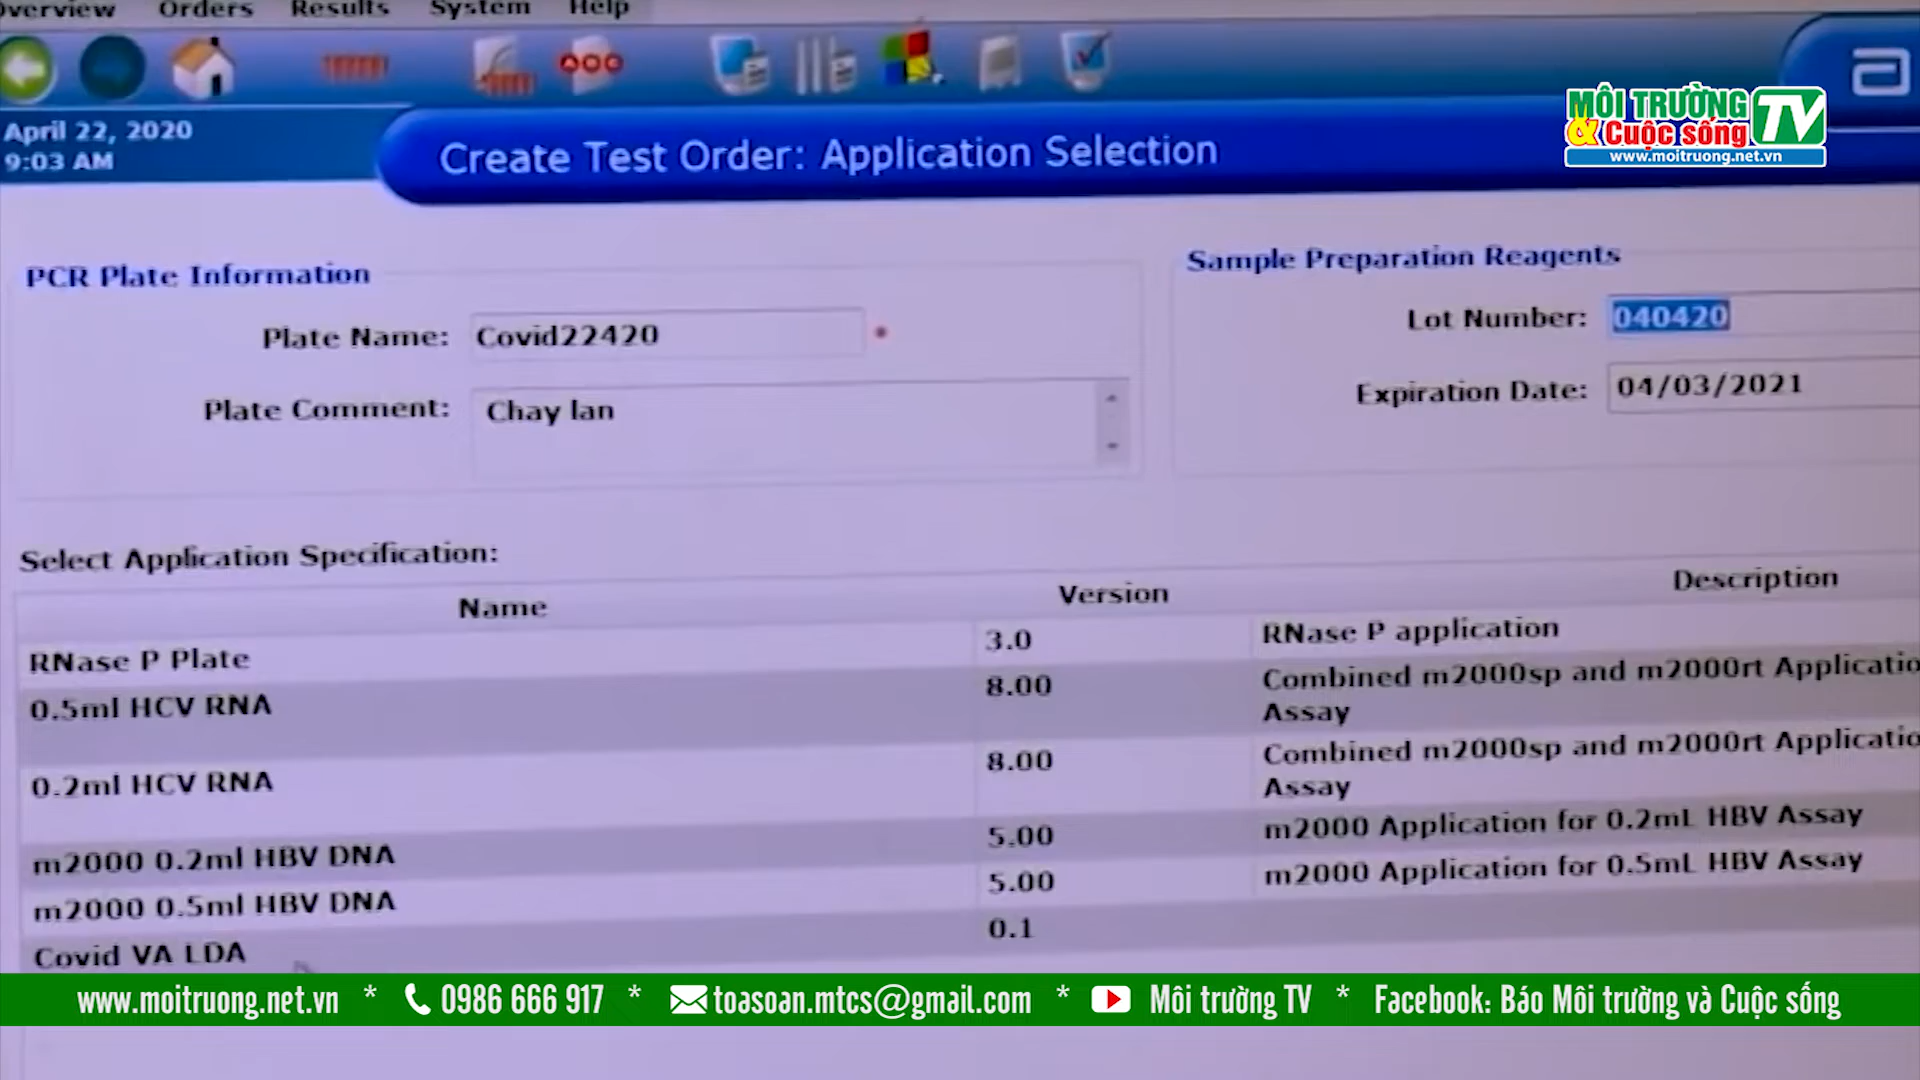 Overview Orders Results System Help
April 22, 2020
9:03 AM
Create Test Order: Application Selection
MÔI TRƯỜNG
& Cuộc sống
TV
www.moitruong.net.vn
PCR Plate Information
Plate Name: Covid22420
Plate Comment: Chay lan
Sample Preparation Reagents
Lot Number: 040420
Expiration Date: 04/03/2021
Select Application Specification:
Name Version Description
RNase P Plate 3.0 RNase P application
0.5ml HCV RNA 8.00 Combined m2000sp and m2000rt Applicatio
Assay
0.2ml HCV RNA 8.00 Combined m2000sp and m2000rt Applicatio
Assay
m2000 0.2ml HBV DNA 5.00 m2000 Application for 0.2mL HBV Assay
m2000 0.5ml HBV DNA 5.00 m2000 Application for 0.5mL HBV Assay
Covid VA LDA 0.1
www.moitruong.net.vn * 0986 666 917 * toasoan.mtcs@gmail.com * Môi trường TV * Facebook: Báo Môi trường và Cuộc sống